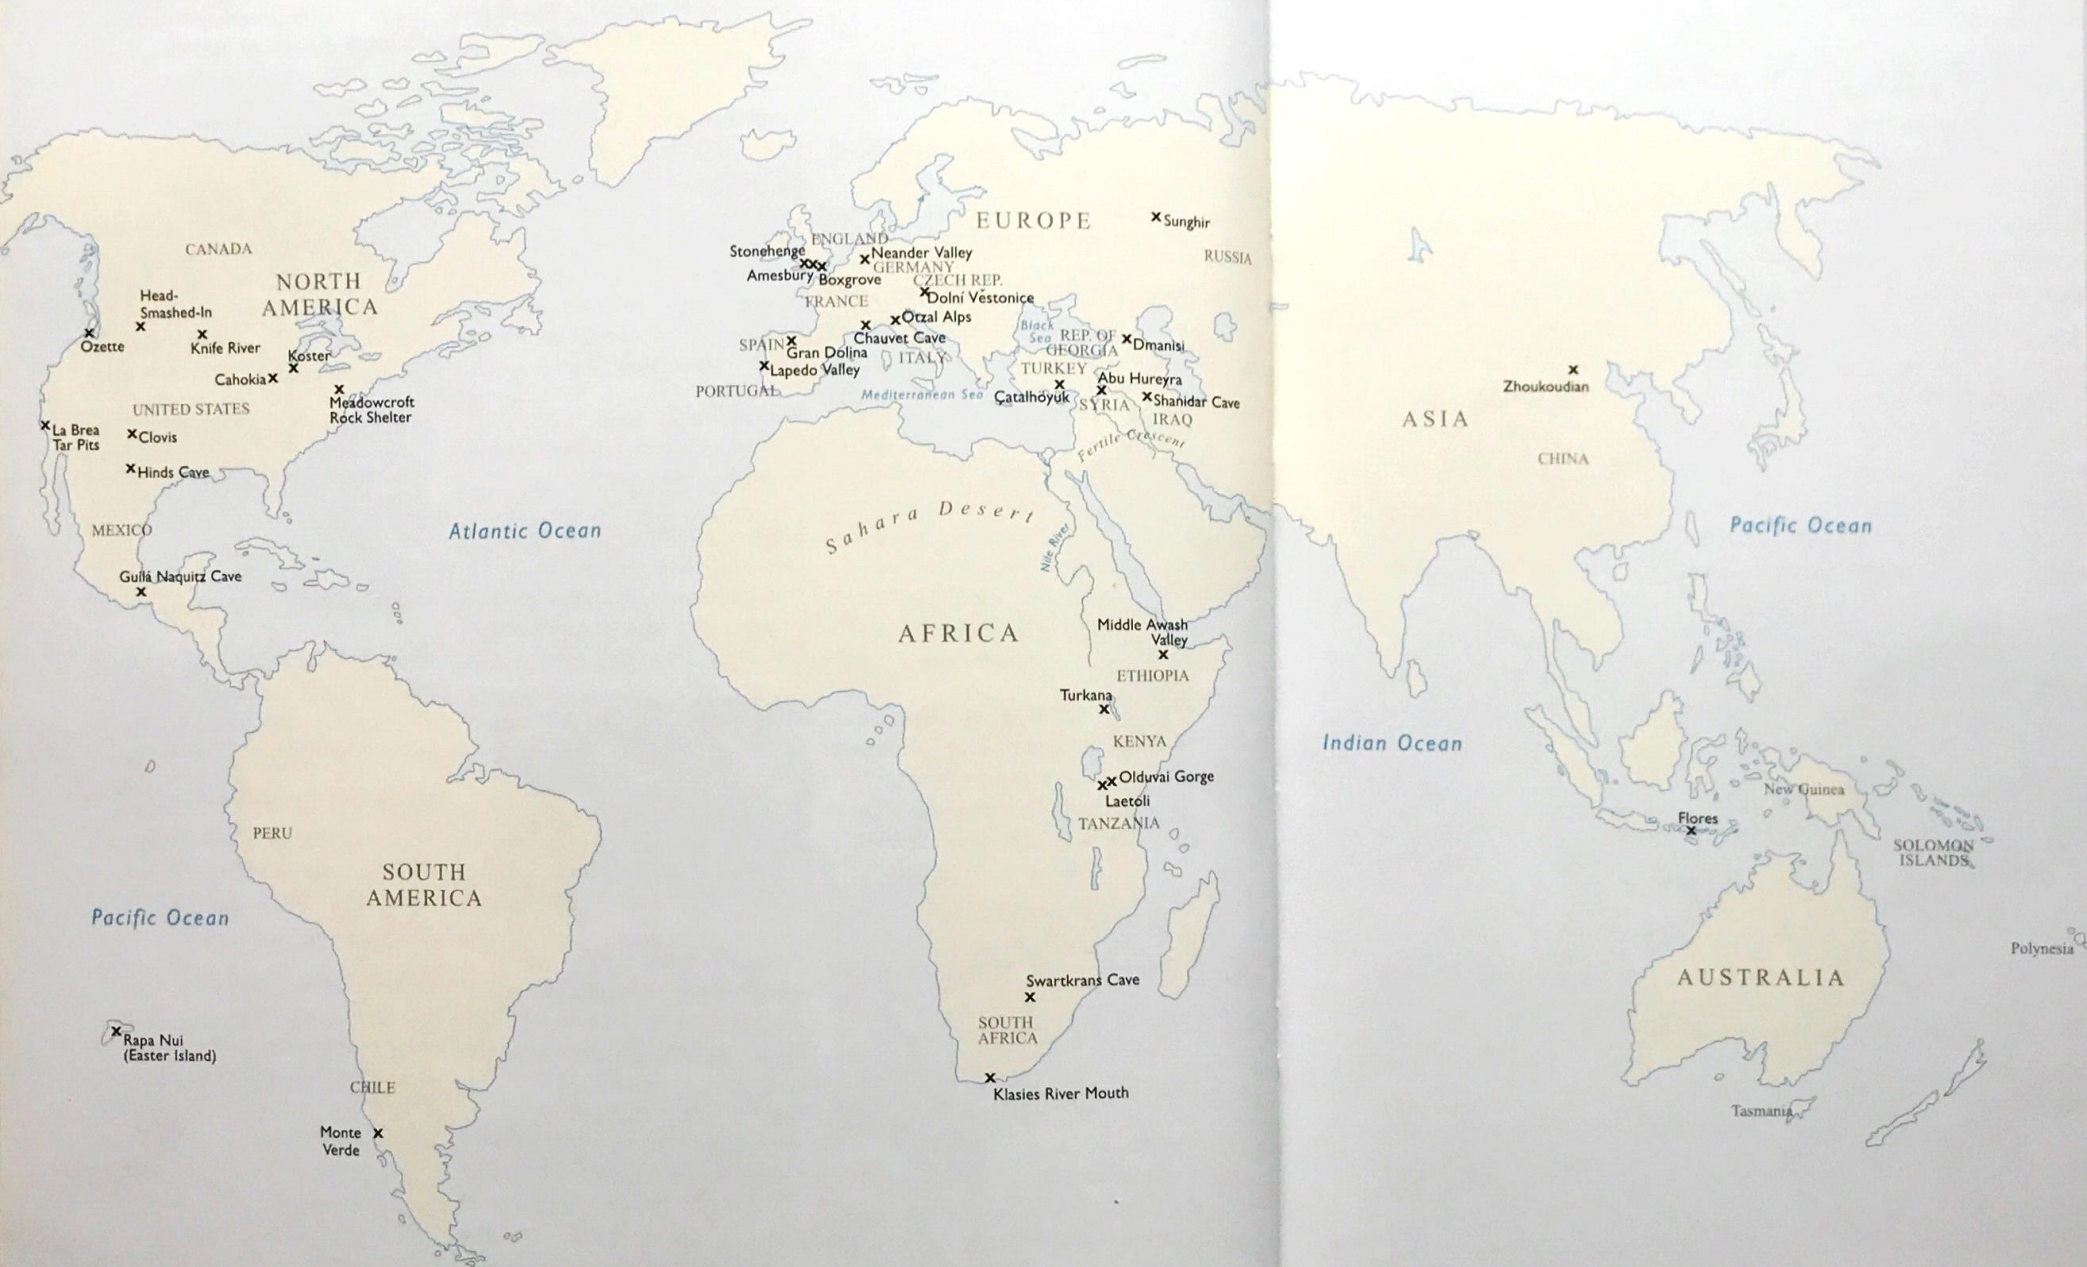 CANADA
NORTH
AMERICA
Head-
Smashed-In
Ozette
Knife River
Koster
Cahokia
Meadowcroft
Rock Shelter
UNITED STATES
La Brea
Tar Pits
Clovis
Hinds Cave
MEXICO
Guilá Naquitz Cave
Atlantic Ocean
PERU
SOUTH
AMERICA
Pacific Ocean
Rapa Nui
(Easter Island)
CHILE
Monte
Verde
EUROPE
Sunghir
RUSSIA
ENGLAND
Stonehenge
Amesbury
Boxgrove
Neander Valley
GERMANY
CZECH REP.
Dolní Věstonice
FRANCE
Otzal Alps
Chauvet Cave
SPAIN
Gran Dolina
ITALY
Lapedo Valley
PORTUGAL
Mediterranean Sea
Black
Sea
REP. OF
GEORGIA
Dmanisi
TURKEY
Çatalhöyük
Abu Hureyra
SYRIA
Shanidar Cave
IRAQ
Fertile Crescent
Sahara Desert
Nile River
AFRICA
Middle Awash
Valley
ETHIOPIA
Turkana
KENYA
Olduvai Gorge
Laetoli
TANZANIA
Swartkrans Cave
SOUTH
AFRICA
Klasies River Mouth
Zhoukoudian
ASIA
CHINA
Pacific Ocean
Indian Ocean
New Guinea
Flores
SOLOMON
ISLANDS
Polynesia
AUSTRALIA
Tasmania